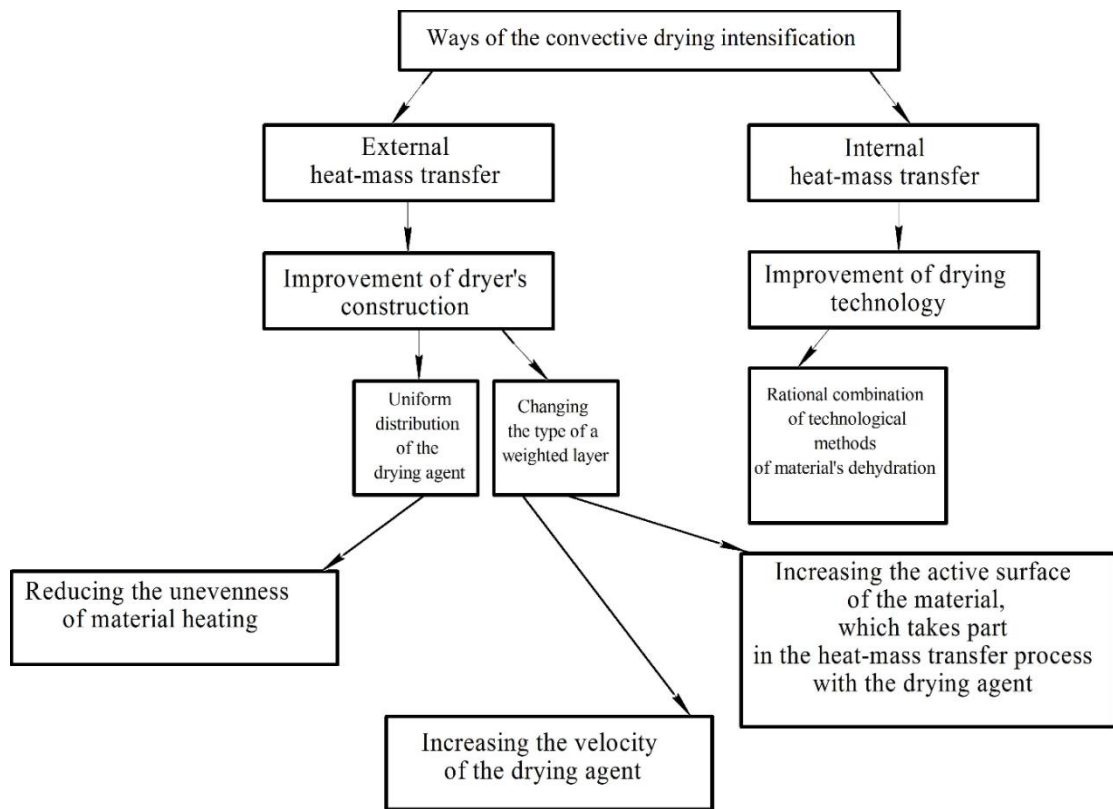 Ways of the convective drying intensification
External
heat-mass transfer
Internal
heat-mass transfer
Improvement of dryer's
construction
Improvement of drying
technology
Uniform
distribution
of the
drying agent
Changing
the type of a
weighted layer
Rational combination
of technological
methods
of material's dehydration
Reducing the unevenness
of material heating
Increasing the active surface
of the material,
which takes part
in the heat-mass transfer process
with the drying agent
Increasing the velocity
of the drying agent